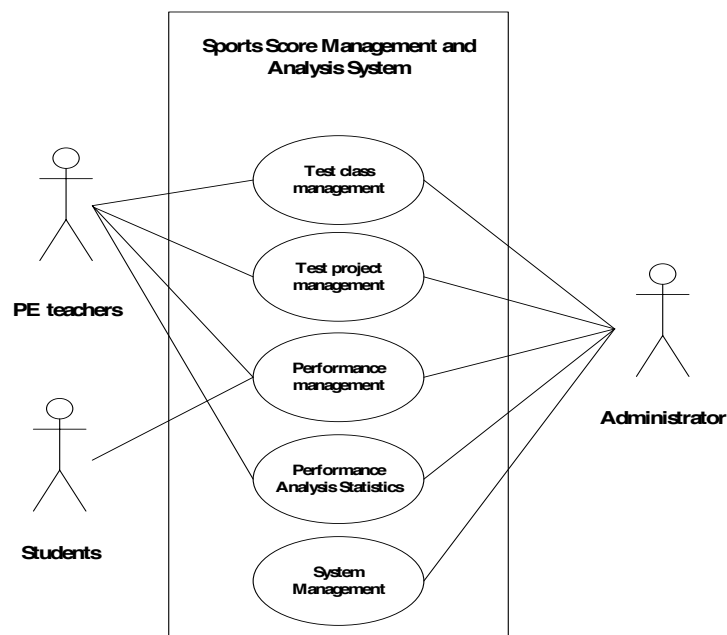 Sports Score Management and
Analysis System
Test class
management
Test project
management
PE teachers
Performance
management
Administrator
Performance
Analysis Statistics
Students
System
Management